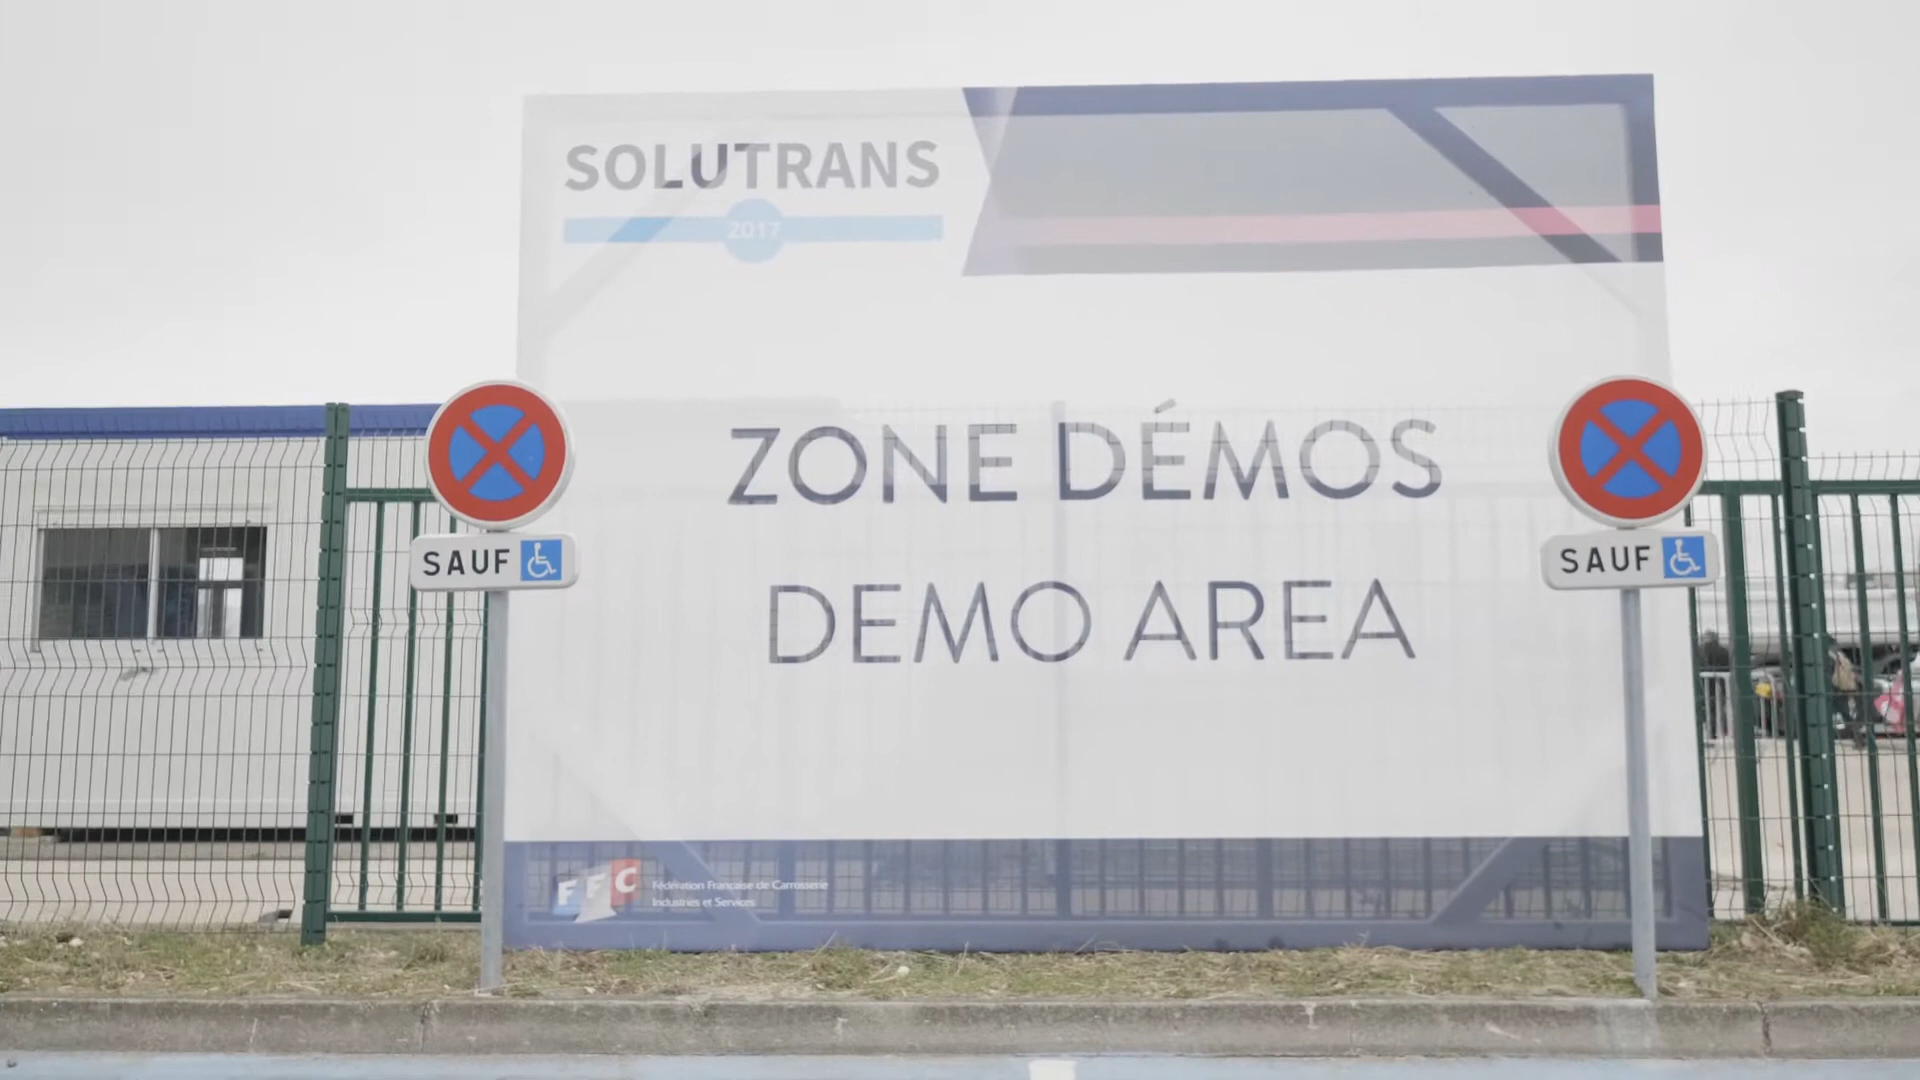 SOLUTRANS
2017
ZONE DÉMOS
DEMO AREA
SAUF
SAUF
FFC
Fédération Française de Carrosserie
Industries et Services